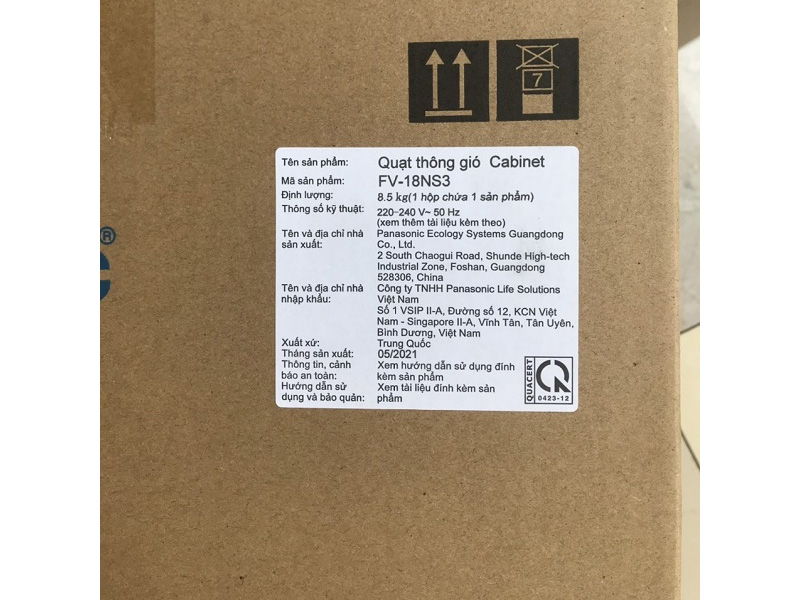 7
Tên sản phẩm: Quạt thông gió Cabinet
Mã sản phẩm: FV-18NS3
Định lượng: 8.5 kg(1 hộp chứa 1 sản phẩm)
Thông số kỹ thuật: 220-240 V~ 50 Hz
(xem thêm tài liệu kèm theo)
Tên và địa chỉ nhà sản xuất: Panasonic Ecology Systems Guangdong
Co., Ltd.
2 South Chaogui Road, Shunde High-tech
Industrial Zone, Foshan, Guangdong
528306, China
Tên và địa chỉ nhà nhập khẩu: Công ty TNHH Panasonic Life Solutions
Việt Nam
Số 1 VSIP II-A, Đường số 12, KCN Việt
Nam - Singapore II-A, Vĩnh Tân, Tân Uyên,
Bình Dương, Việt Nam
Xuất xứ: Trung Quốc
Tháng sản xuất: 05/2021
Thông tin, cảnh báo an toàn: Xem hướng dẫn sử dụng đính
kèm sản phẩm
Hướng dẫn sử dụng và bảo quản: Xem tài liệu đính kèm sản
phẩm
QUACERT
CR
0423-12
®